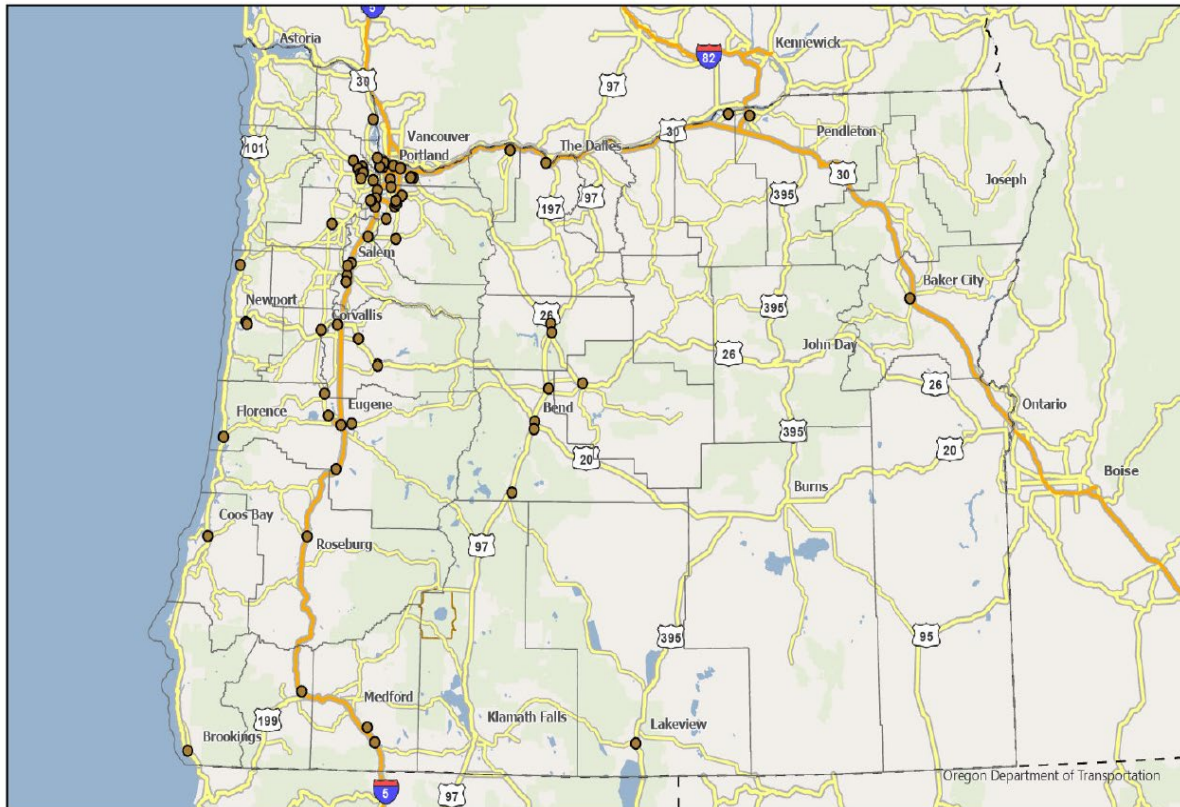 5
Astoria
Kennewick
82
30
97
Vancouver
Portland
101
30
The Dalles
Pendleton
30
Joseph
395
97
197
Salem
Baker City
Newport
395
26
Corvallis
John Day
26
26
Florence
Eugene
Bend
Ontario
395
20
20
Boise
Burns
Coos Bay
Roseburg
97
395
95
Medford
199
Klamath Falls
Lakeview
Brookings
Oregon Department of Transportation
5
97